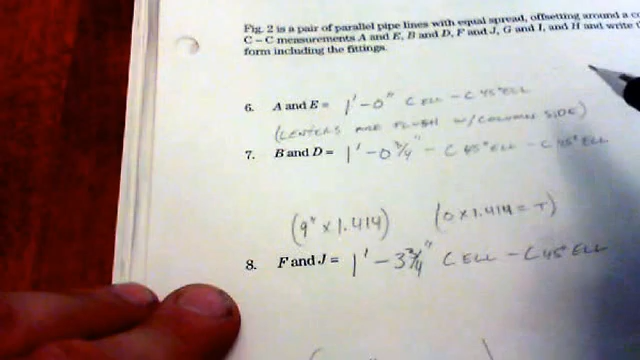 Fig. 2 is a pair of parallel pipe lines with equal spread, offsetting around a
C – C measurements A and E, B and D, F and J, G and I, and H and write
form including the fittings.
6. A and E = 1' - 0" C ELL - C 45° ELL
(CENTERS ARE FLUSH W/COLUMN SIDE)
7. B and D = 1' - 0 3/4" - C 45° ELL - C 45° ELL
(9" x 1.414) (O x 1.414 = T)
8. F and J = 1' - 3 3/4" C ELL - C 45° ELL